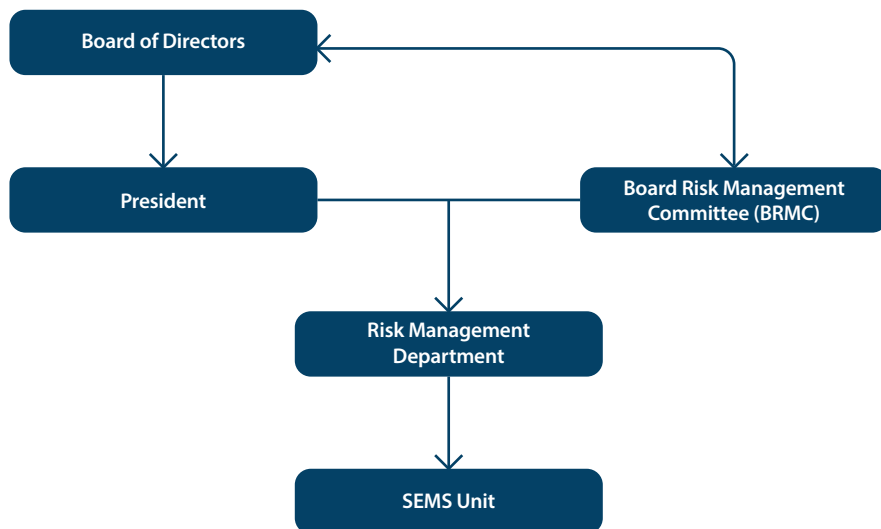 Board of Directors
President
Board Risk Management
Committee (BRMC)
Risk Management
Department
SEMS Unit